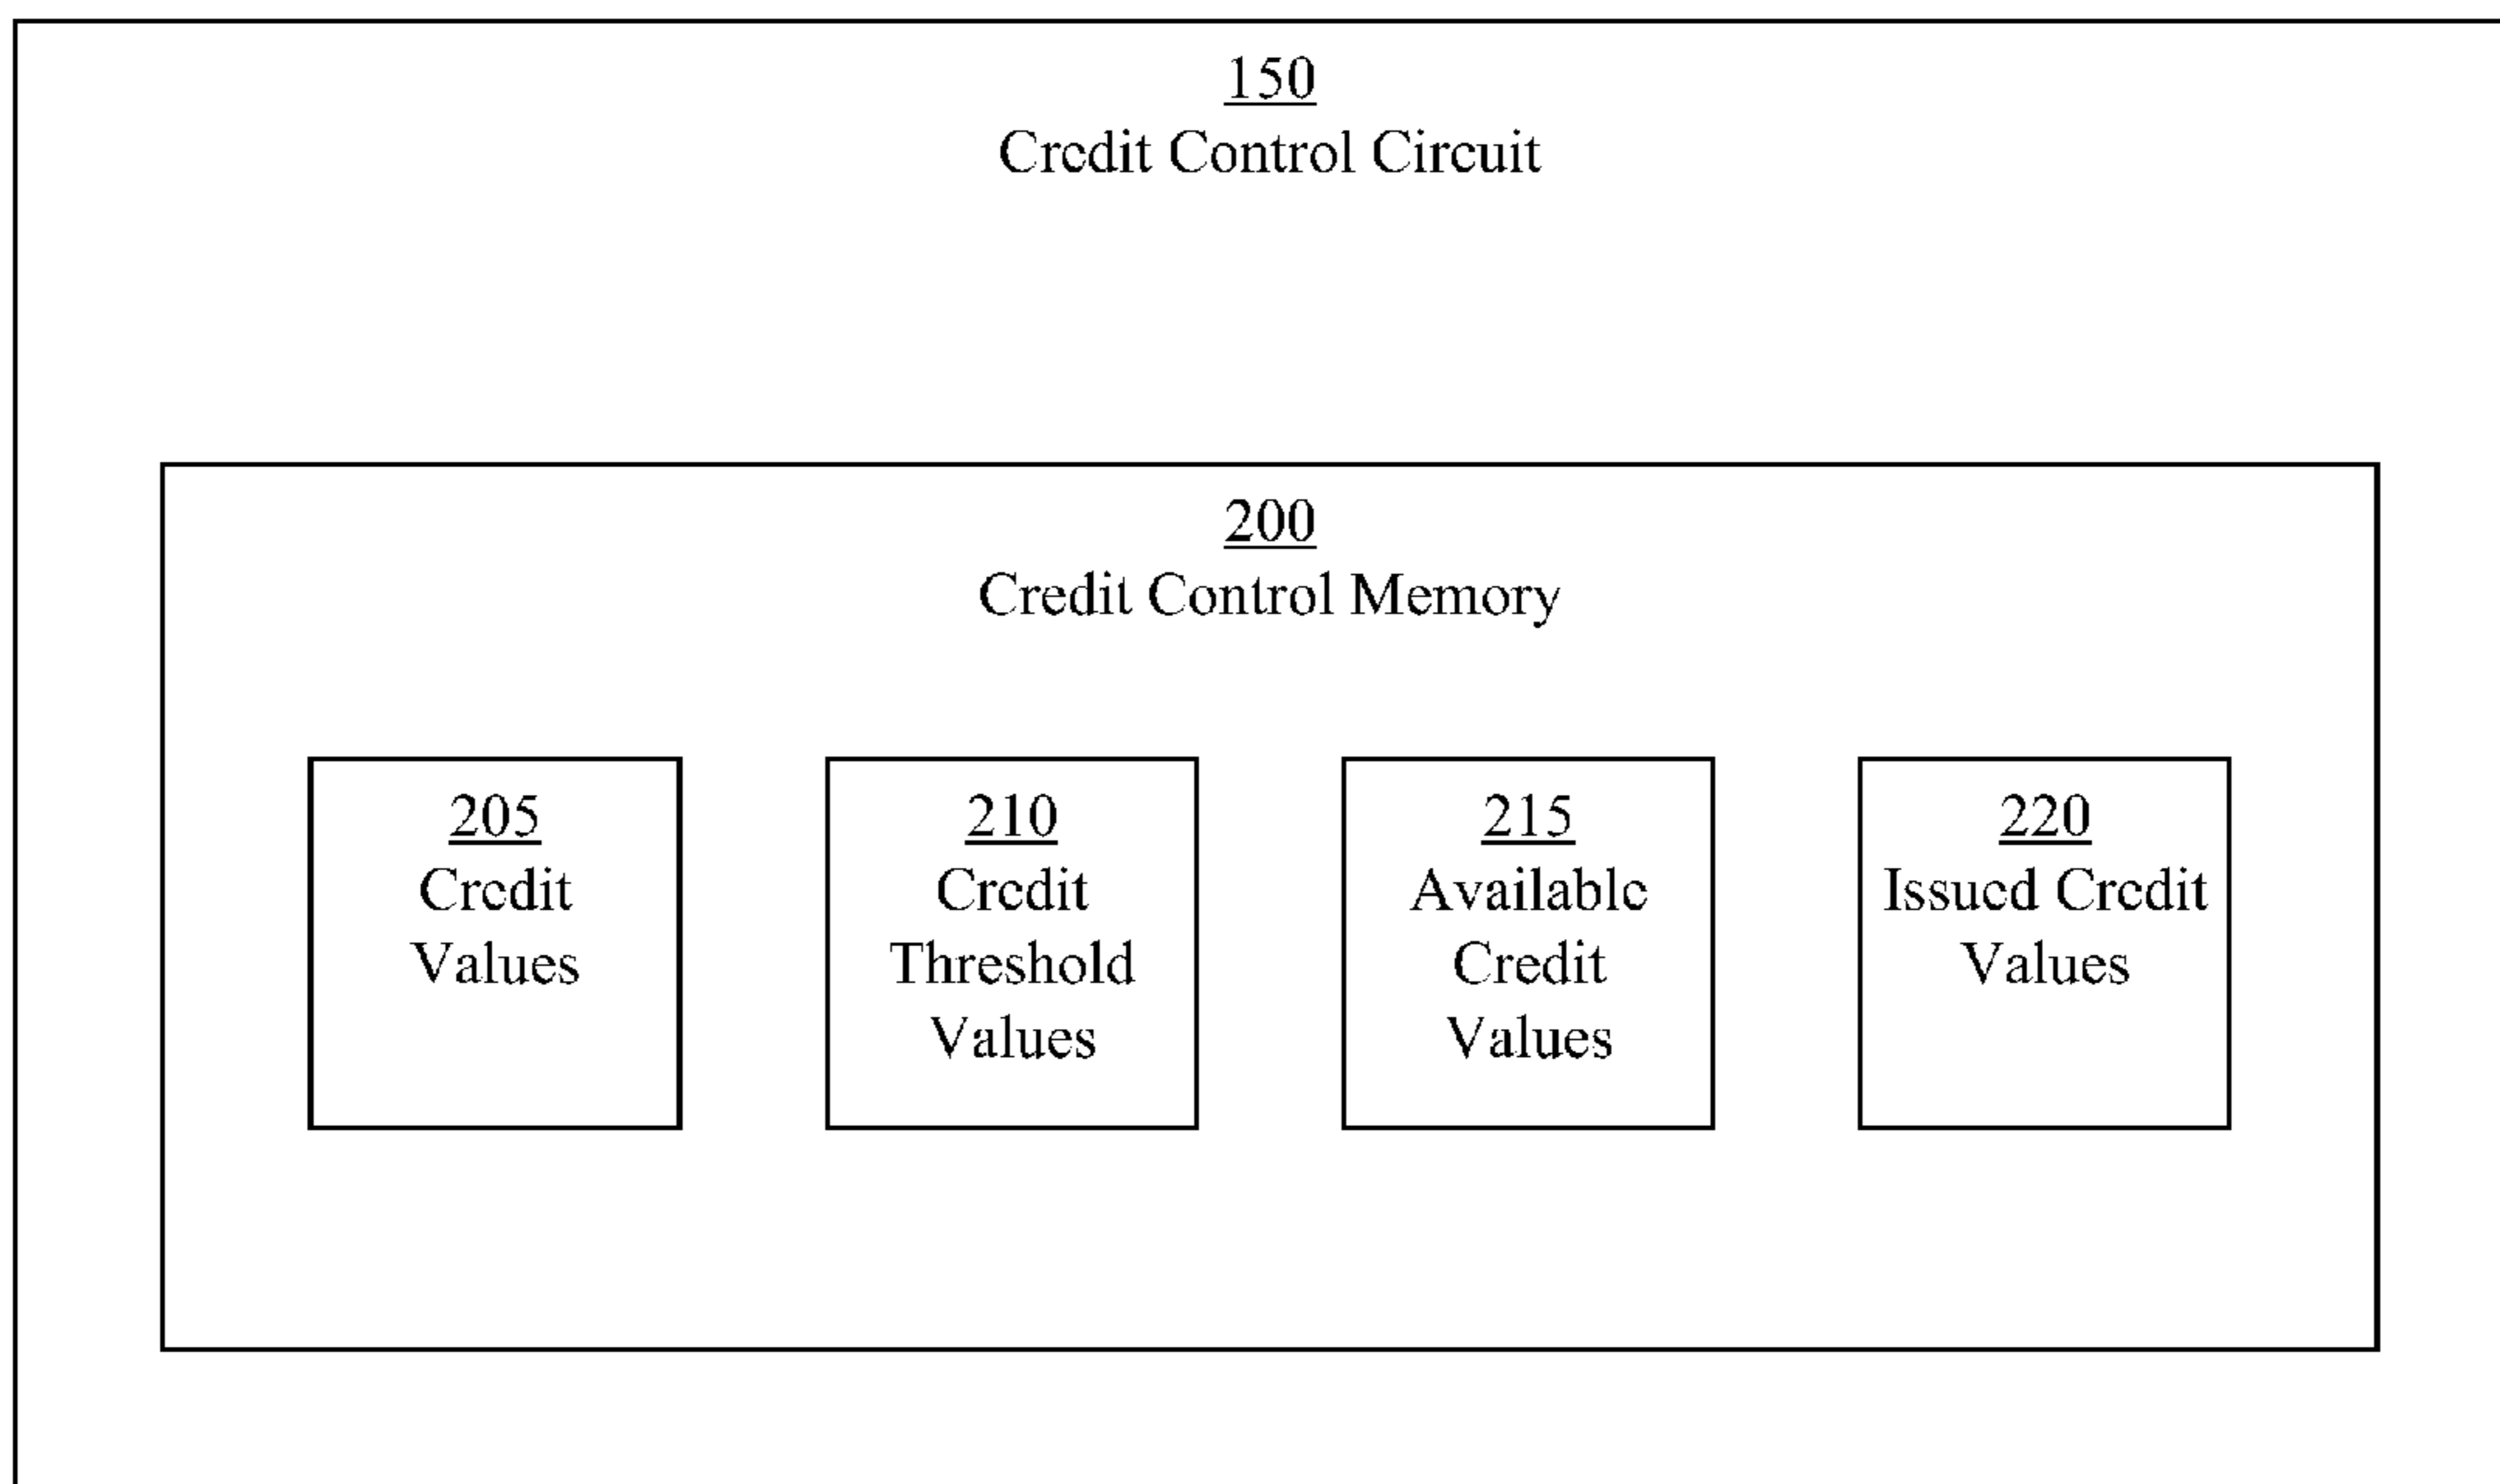 150
Credit Control Circuit
200
Credit Control Memory
205
Credit
Values
210
Credit
Threshold
Values
215
Available
Credit
Values
220
Issued Credit
Values